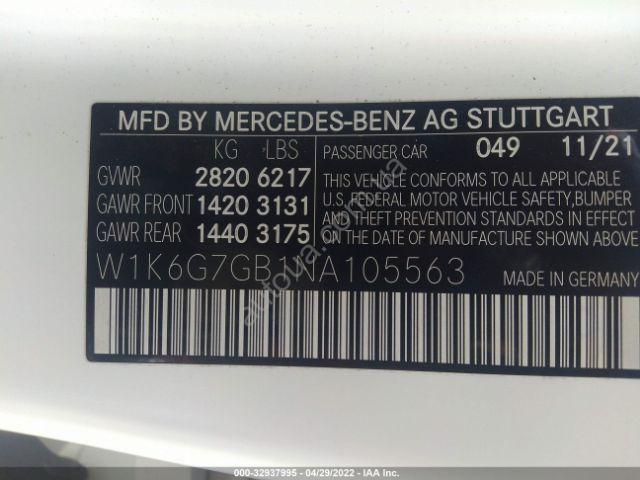 MFD BY MERCEDES-BENZ AG STUTTGART
KG LBS
PASSENGER CAR 049 11/21
GVWR 2820 6217
GAWR FRONT 1420 3131
GAWR REAR 1440 3175
THIS VEHICLE CONFORMS TO ALL APPLICABLE
U.S. FEDERAL MOTOR VEHICLE SAFETY, BUMPER
AND THEFT PREVENTION STANDARDS IN EFFECT
ON THE DATE OF MANUFACTURE SHOWN ABOVE
W1K6G7GB1NA105563
MADE IN GERMANY
autoua.com.ua
000-32937995 - 04/29/2022 - IAA Inc.